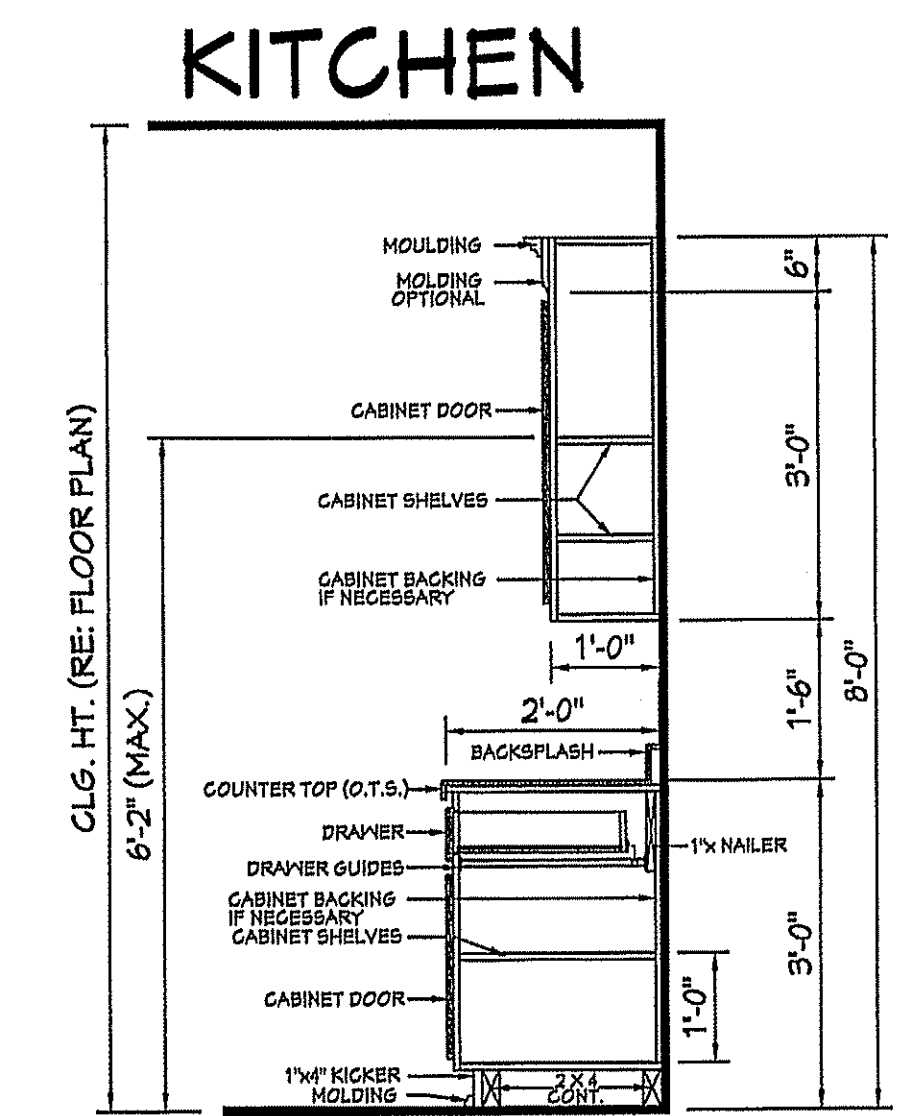 KITCHEN
MOULDING
MOLDING
OPTIONAL
6"
CABINET DOOR
3'-0"
CLG. HT. (RE: FLOOR PLAN)
6'-2" (MAX.)
CABINET SHELVES
CABINET BACKING
IF NECESSARY
1'-0"
1'-6"
8'-0"
2'-0"
BACKSPLASH
COUNTER TOP (O.T.S.)
DRAWER
1"x NAILER
DRAWER GUIDES
CABINET BACKING
IF NECESSARY
CABINET SHELVES
3'-0"
CABINET DOOR
1'-0"
1"x4" KICKER
MOLDING
2 X 4
CONT.